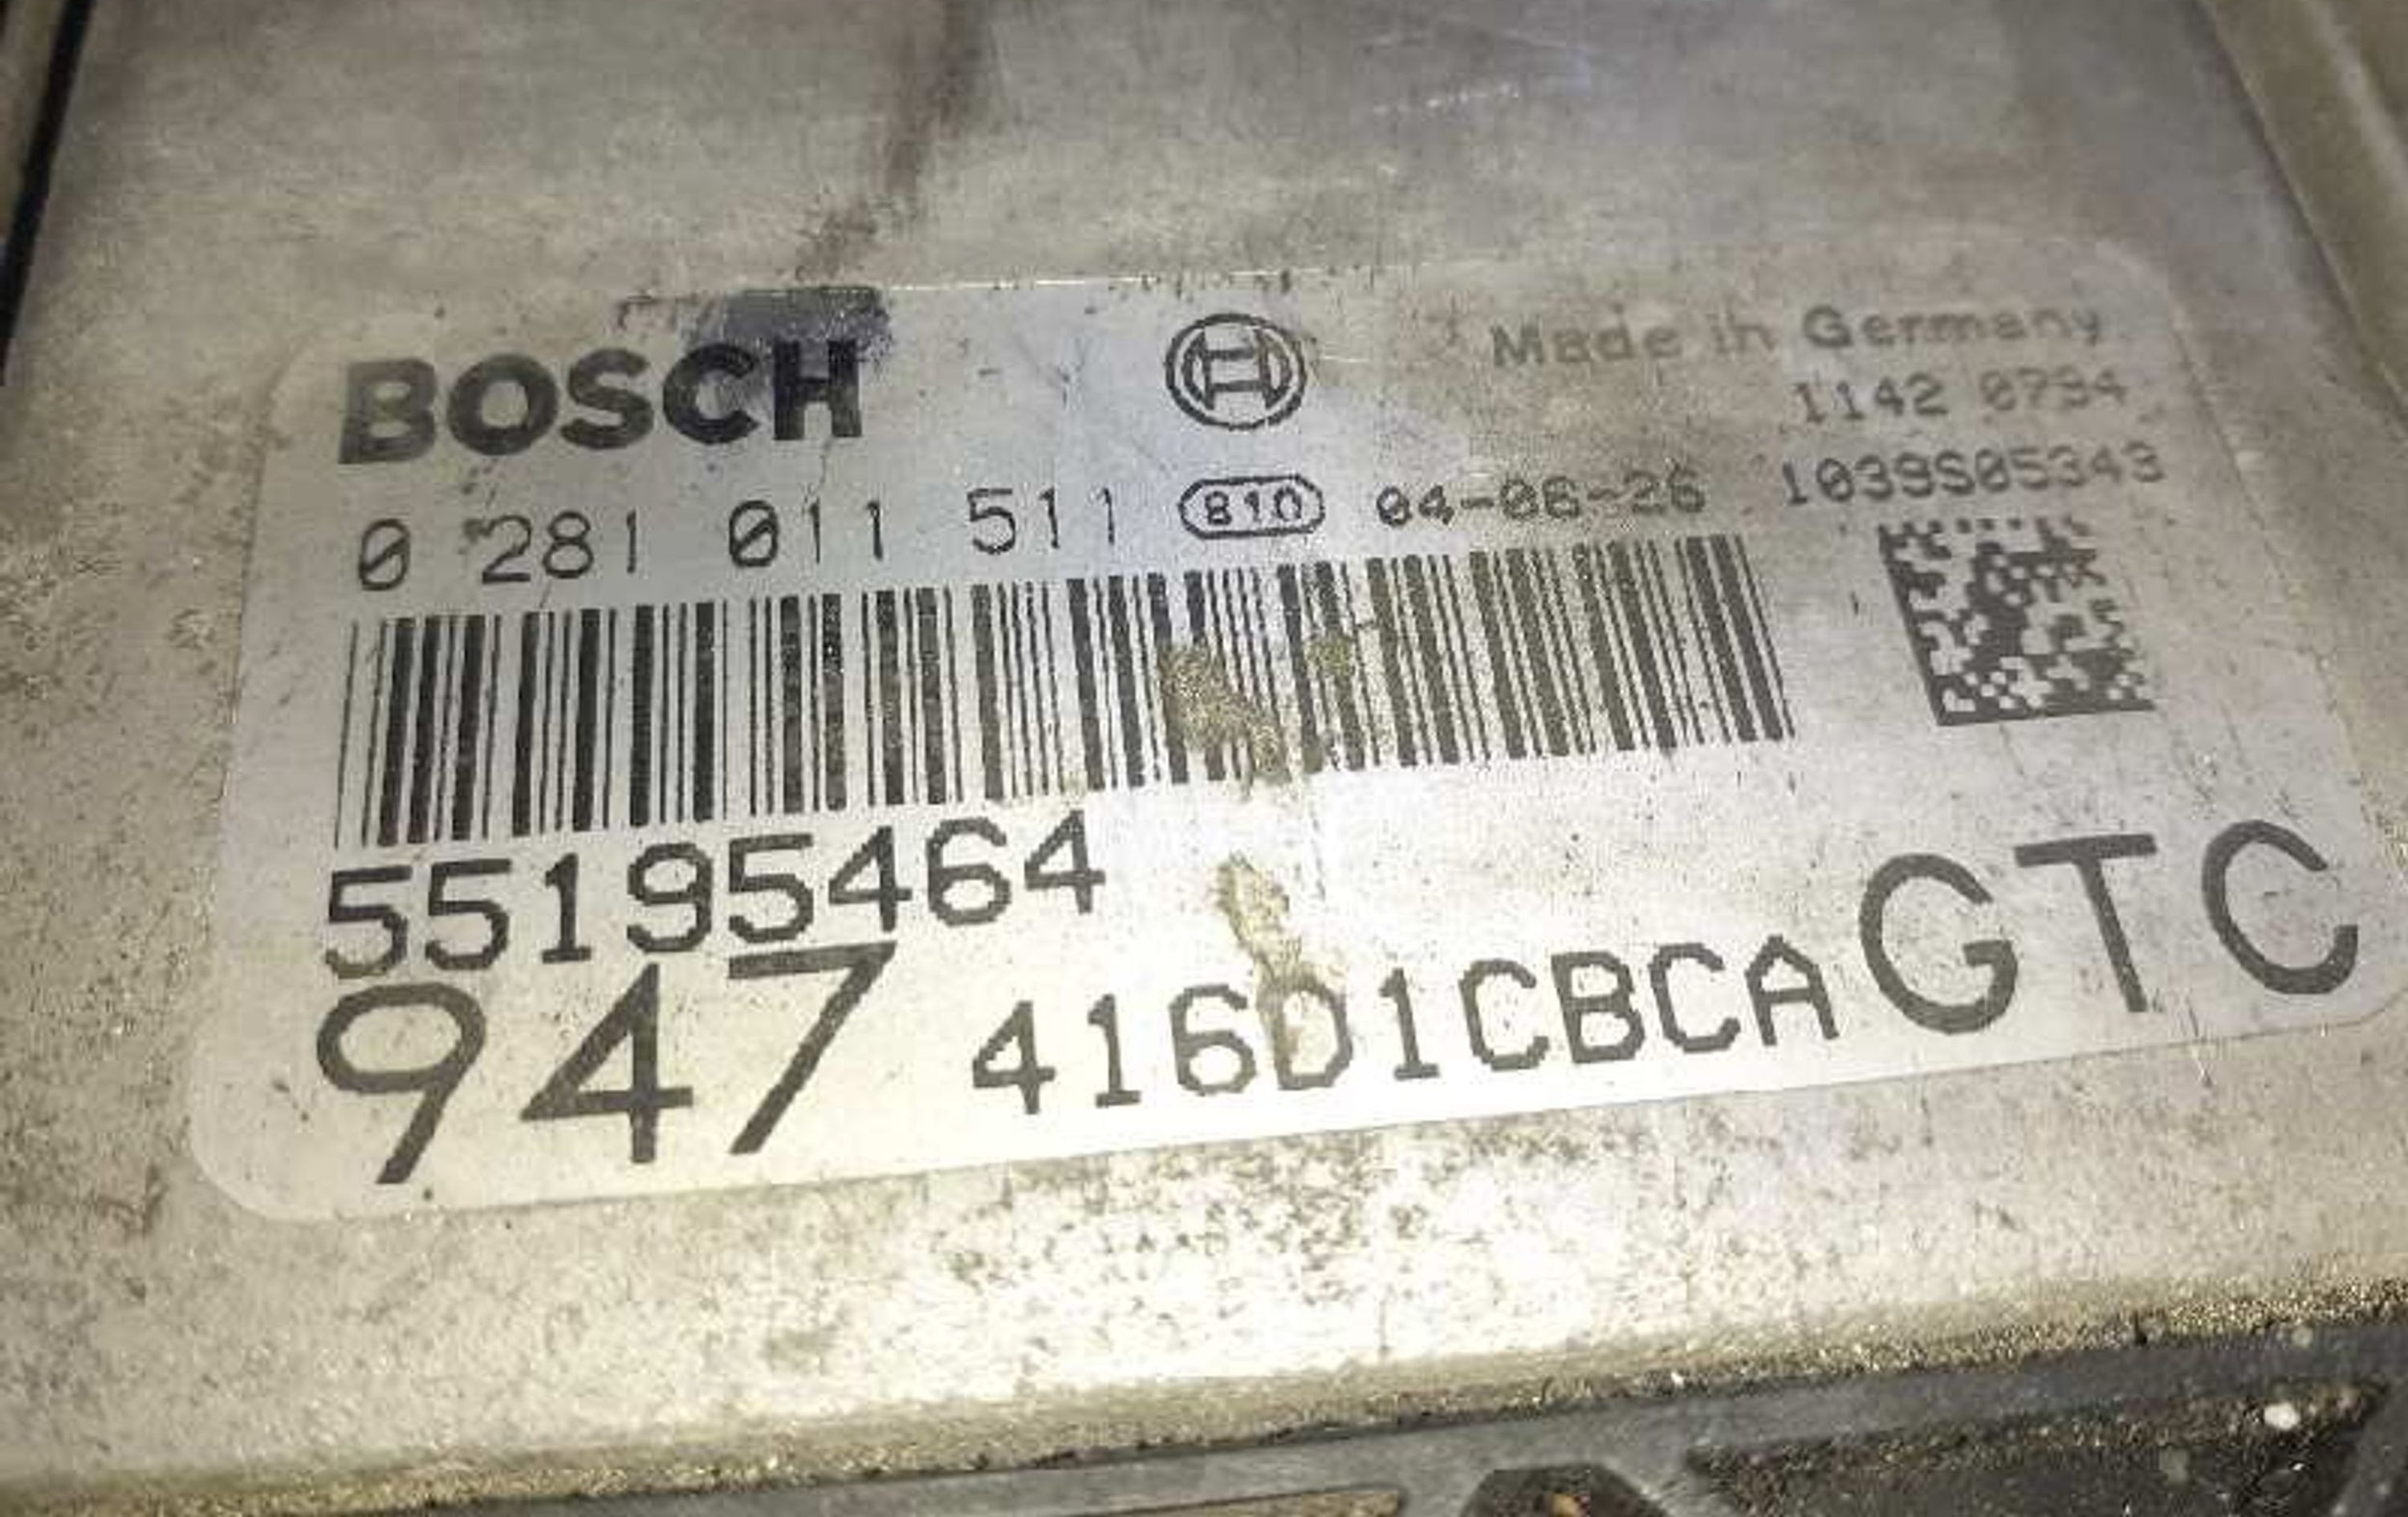 BOSCH
Made in Germany
1142 0794
0 281 011 511 810 04-06-26 1039S05343
55195464
947 416D1CBCA GTC